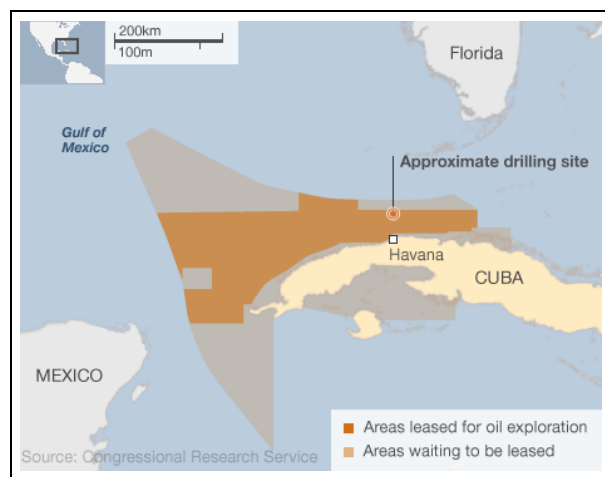 200km
100m
Florida
Gulf of
Mexico
Approximate drilling site
Havana
CUBA
MEXICO
Areas leased for oil exploration
Areas waiting to be leased
Source: Congressional Research Service